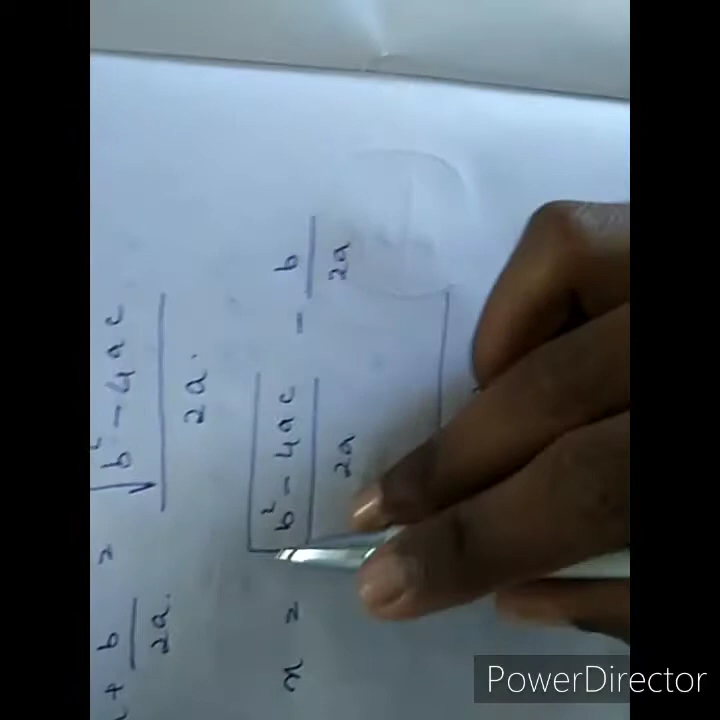 x + b/2a = √b² - 4ac / 2a.
x = √b² - 4ac / 2a - b/2a
PowerDirector